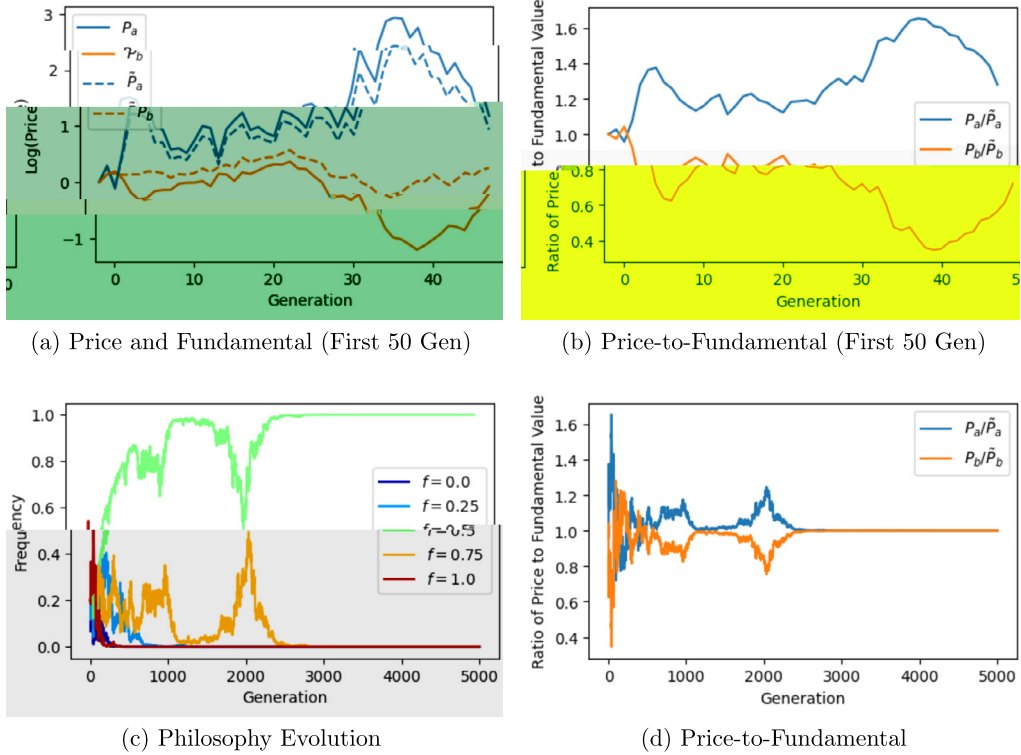 3
2
1
0
−1
Log(Price
0
10
20
30
40
Generation
P_a
P_b
P̃_a
P̃_b
(a) Price and Fundamental (First 50 Gen)
1.6
1.4
1.2
1.0
0.8
0.6
0.4
Ratio of Price to Fundamental Value
0
10
20
30
40
5
Generation
P_a/P̃_a
P_b/P̃_b
(b) Price-to-Fundamental (First 50 Gen)
1.0
0.8
0.6
0.4
0.2
0.0
Frequency
0
1000
2000
3000
4000
5000
Generation
f = 0.0
f = 0.25
f = 0.5
f = 0.75
f = 1.0
(c) Philosophy Evolution
1.6
1.4
1.2
1.0
0.8
0.6
0.4
Ratio of Price to Fundamental Value
0
1000
2000
3000
4000
5000
Generation
P_a/P̃_a
P_b/P̃_b
(d) Price-to-Fundamental